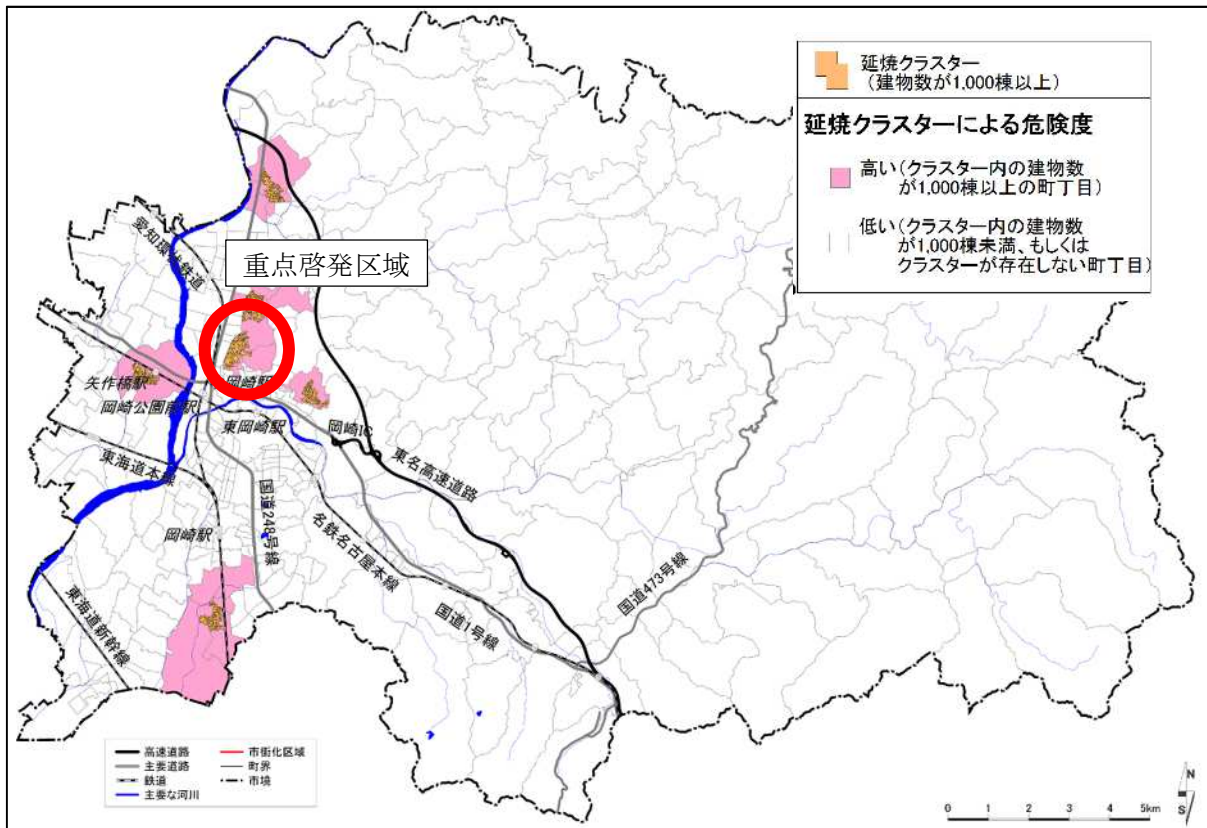 延焼クラスター
(建物数が1,000棟以上)
延焼クラスターによる危険度
高い(クラスター内の建物数
が1,000棟以上の町丁目)
低い(クラスター内の建物数
が1,000棟未満、もしくは
クラスターが存在しない町丁目)
愛知環状鉄道
重点啓発区域
矢作橋駅
岡崎駅
岡崎公園前駅
東岡崎駅
岡崎IC
東名高速道路
東海道本線
国道248号線
岡崎駅
名鉄名古屋本線
国道473号線
東海道新幹線
国道1号線
高速道路
市街化区域
主要道路
町界
鉄道
市境
主要な河川
N
S
0 1 2 3 4 5km